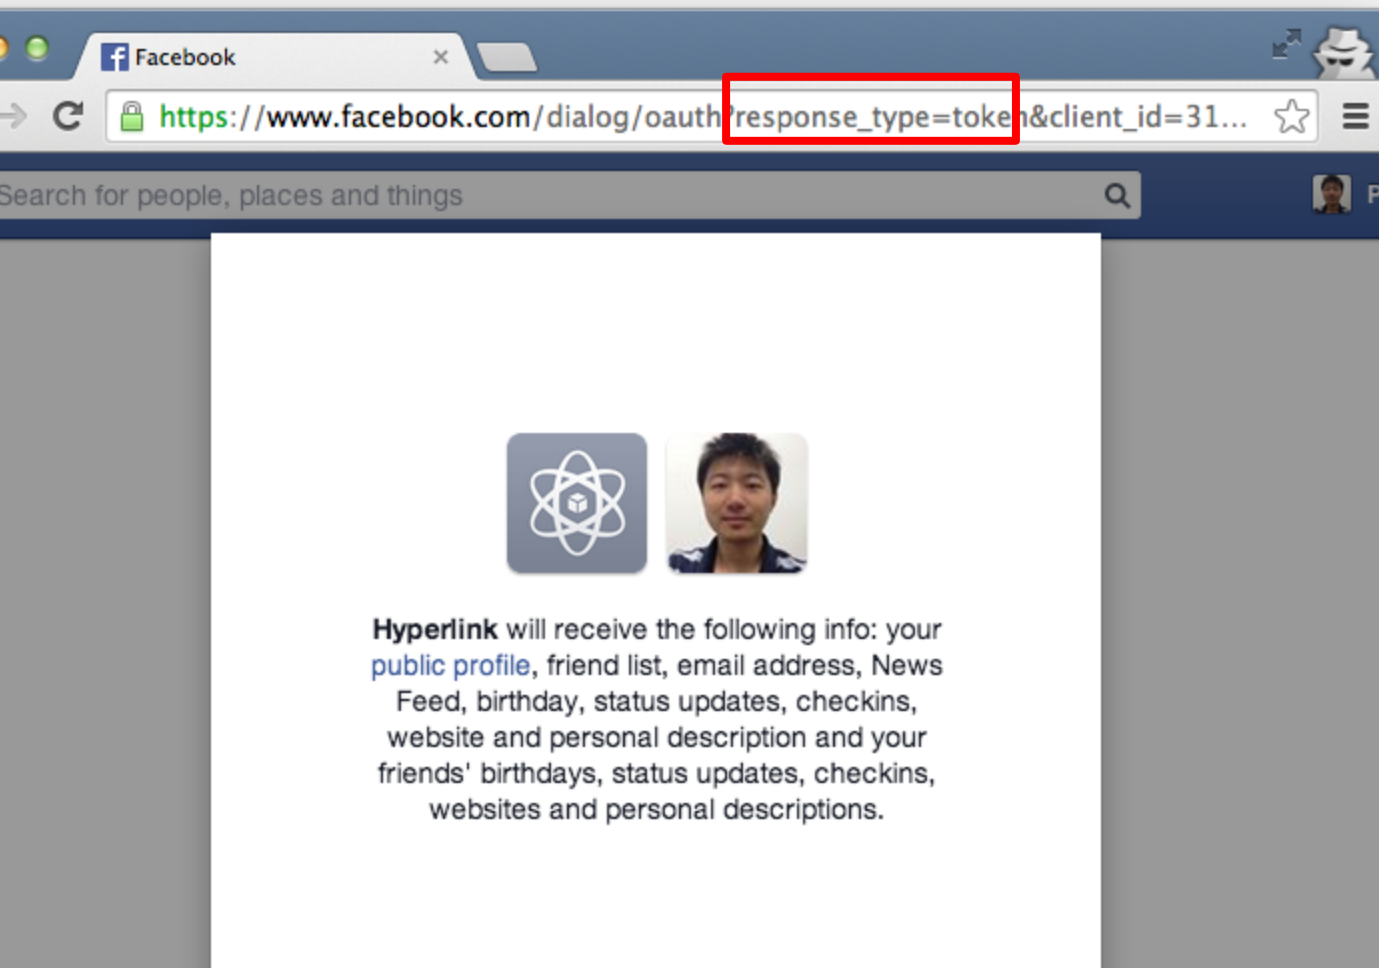 Facebook
https://www.facebook.com/dialog/oauth?response_type=token&client_id=31...
Search for people, places and things
P
Hyperlink will receive the following info: your
public profile, friend list, email address, News
Feed, birthday, status updates, checkins,
website and personal description and your
friends' birthdays, status updates, checkins,
websites and personal descriptions.